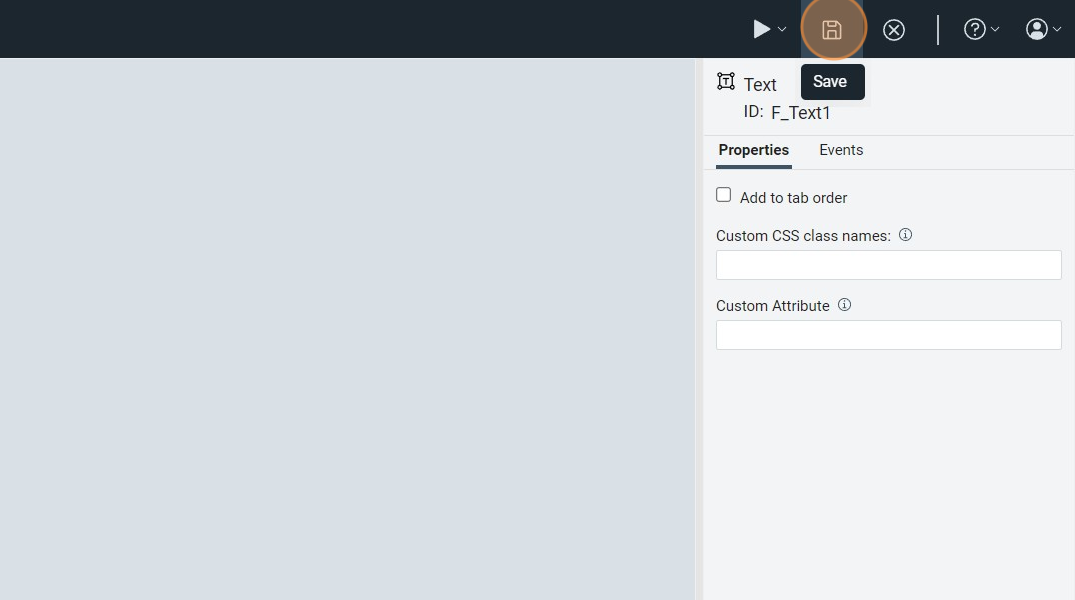 Save
Text
ID: F_Text1
Properties Events
Add to tab order
Custom CSS class names:
Custom Attribute